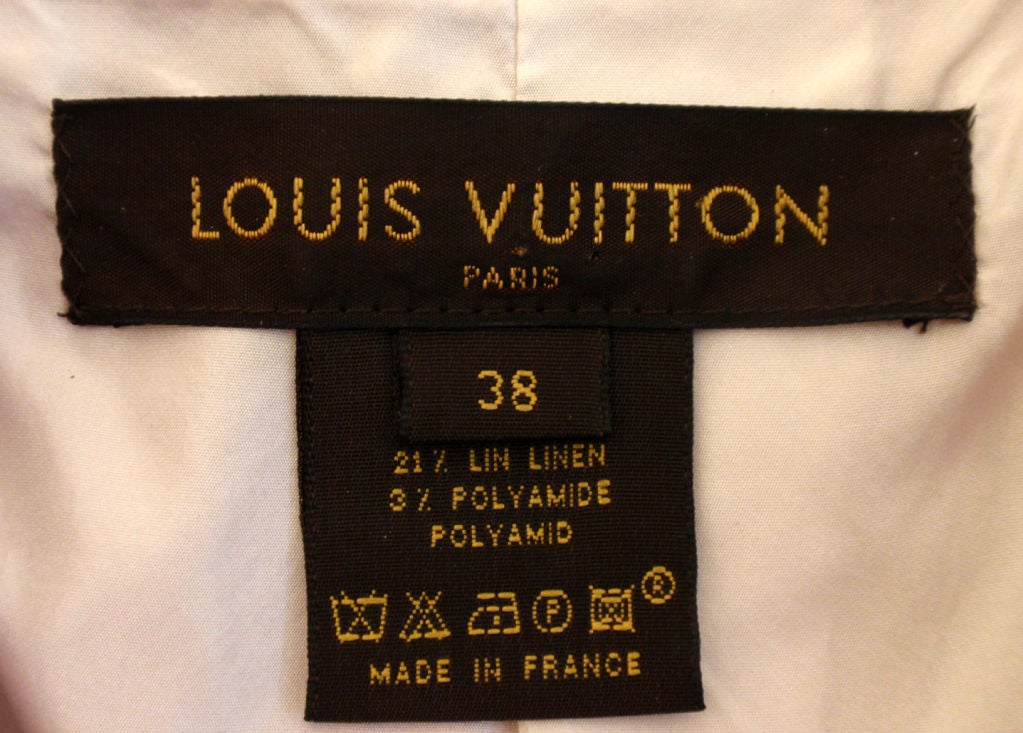 LOUIS VUITTON
PARIS
38
21% LIN LINEN
3% POLYAMIDE
POLYAMID
P
®
MADE IN FRANCE